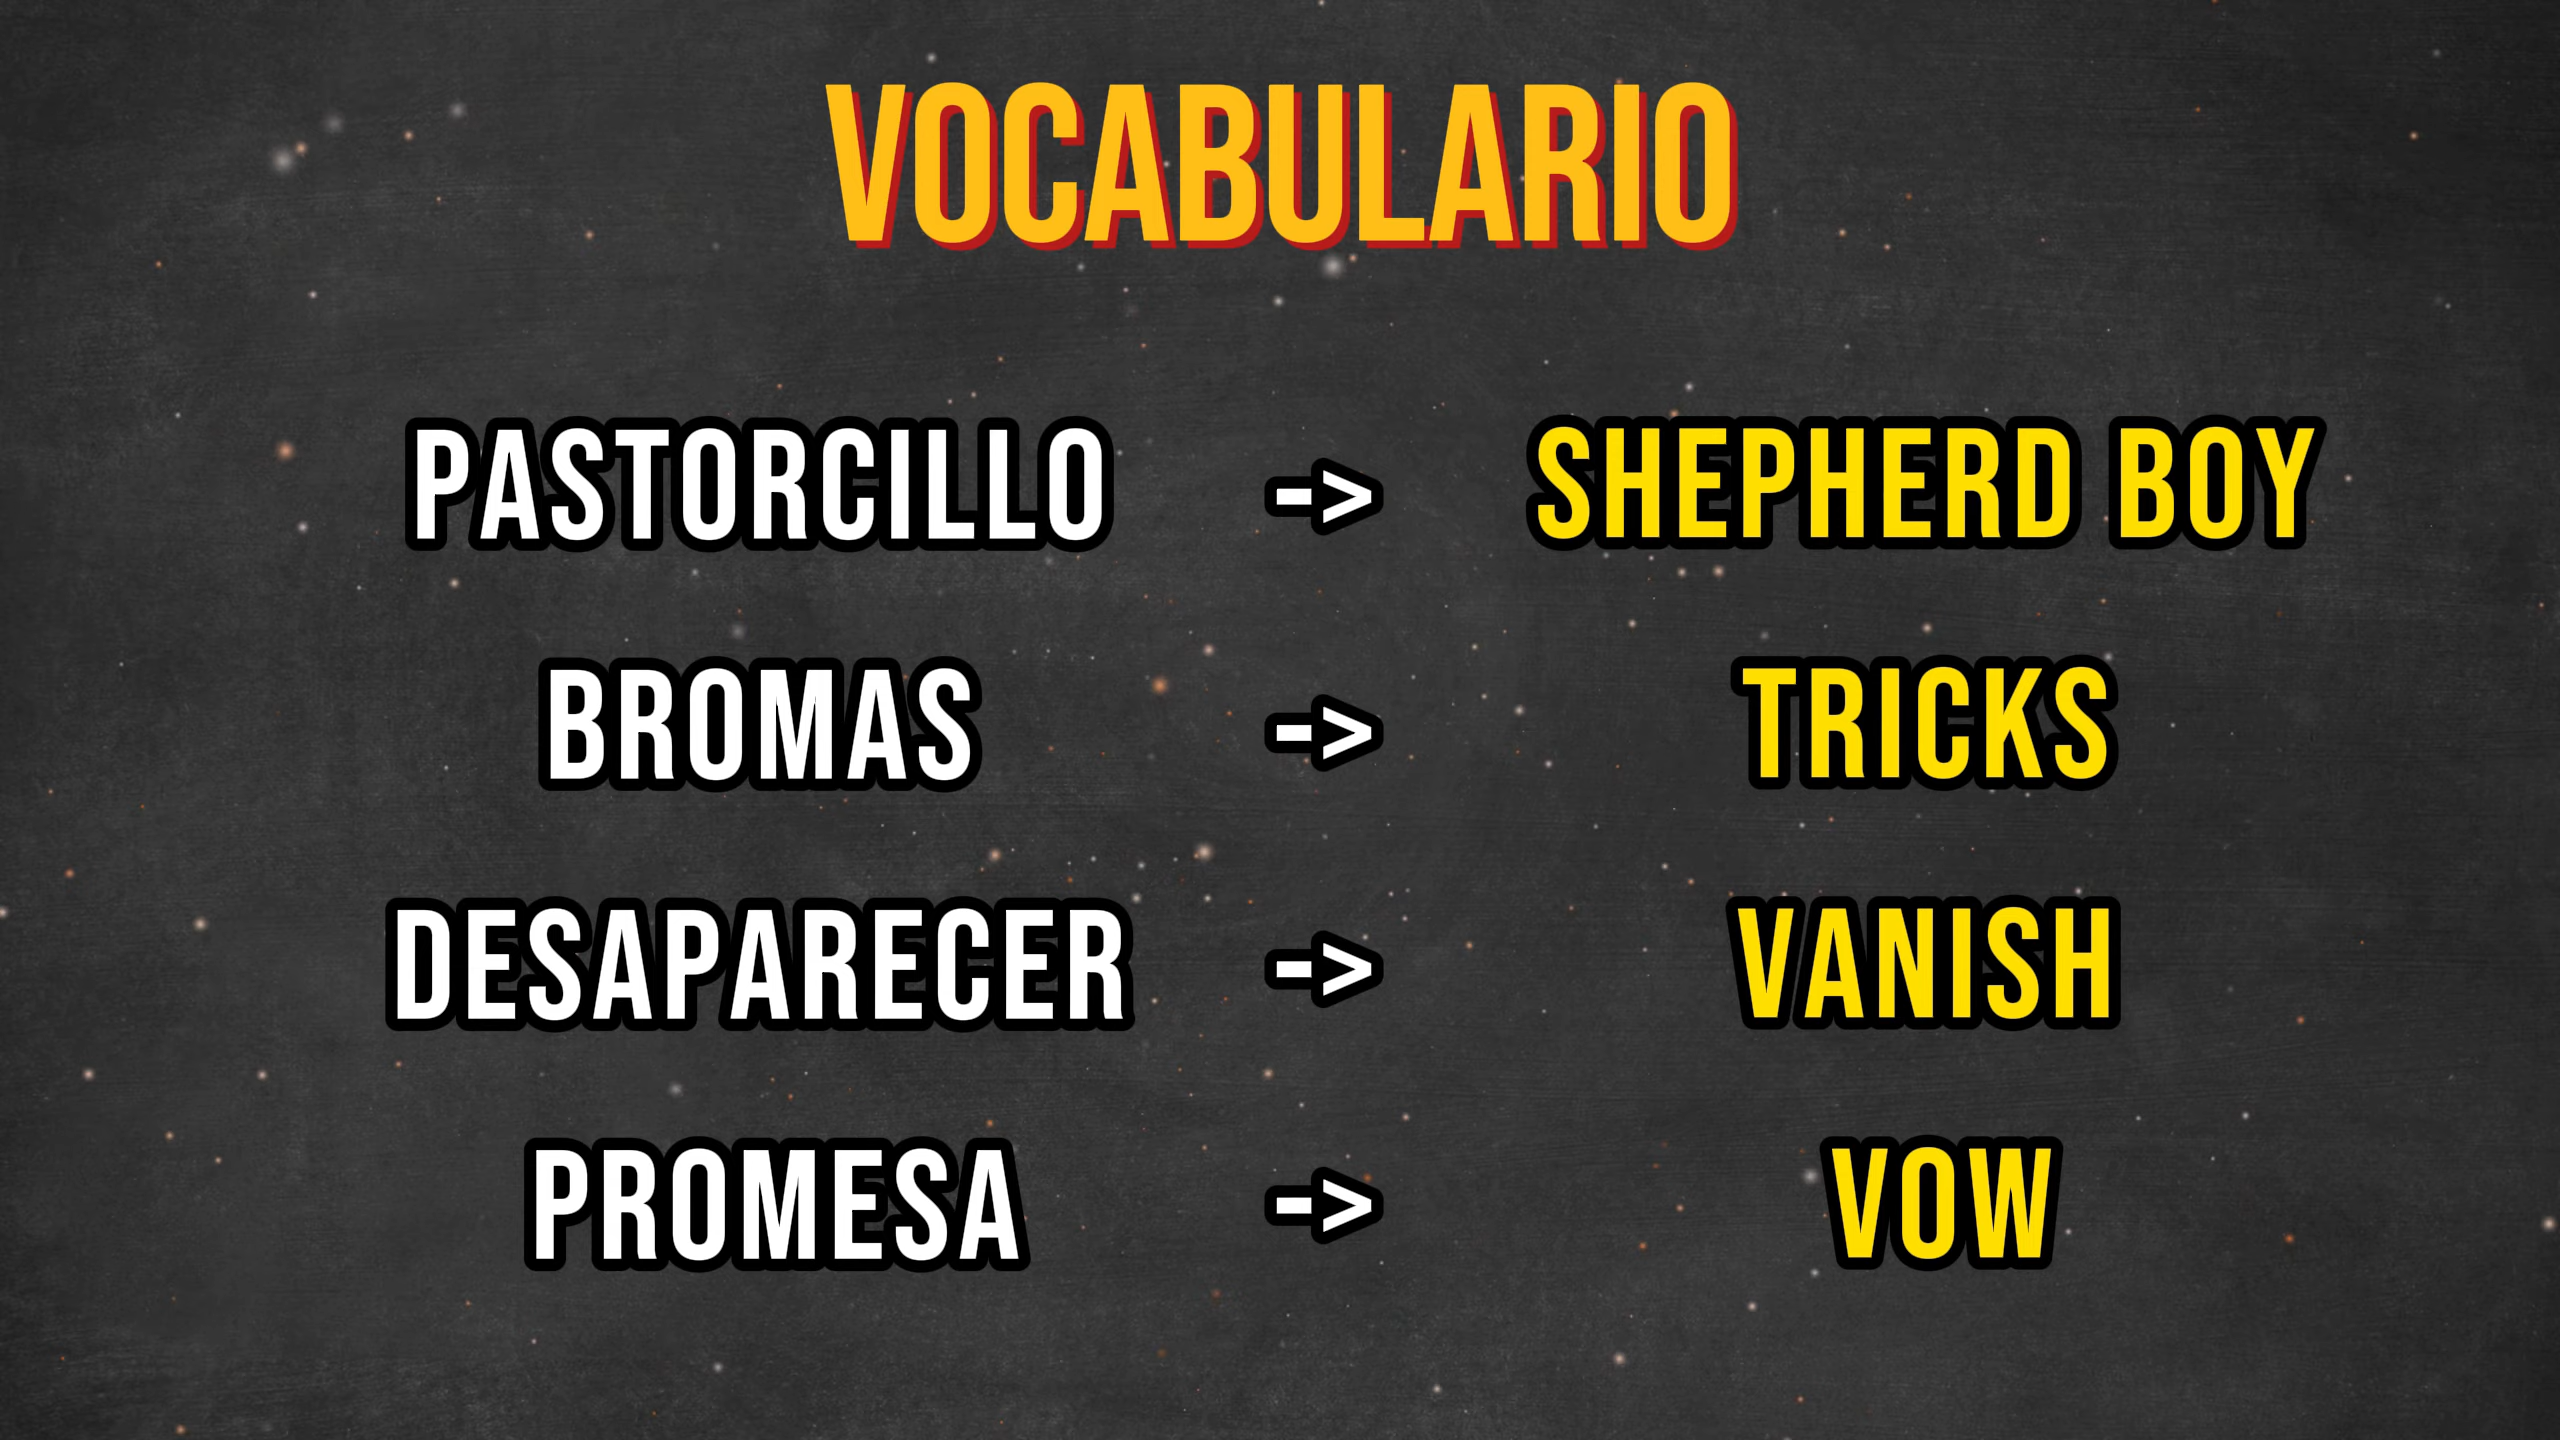 VOCABULARIO
PASTORCILLO -> SHEPHERD BOY
BROMAS -> TRICKS
DESAPARECER -> VANISH
PROMESA -> VOW